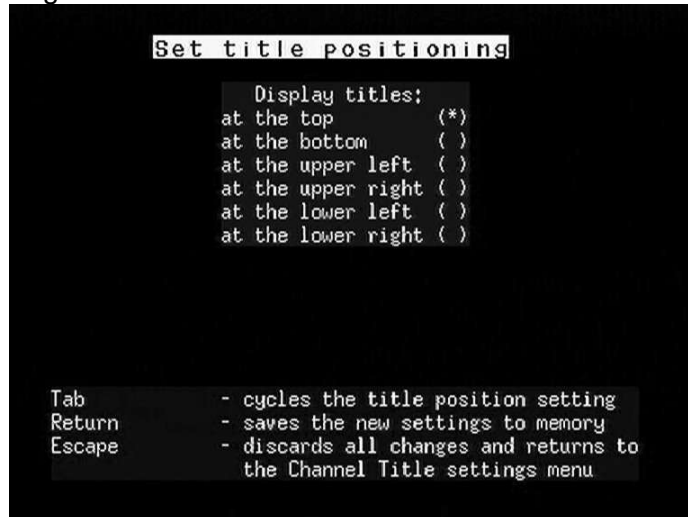 Set title positioning
Display titles:
at the top (*)
at the bottom ( )
at the upper left ( )
at the upper right ( )
at the lower left ( )
at the lower right ( )
Tab - cycles the title position setting
Return - saves the new settings to memory
Escape - discards all changes and returns to
the Channel Title settings menu